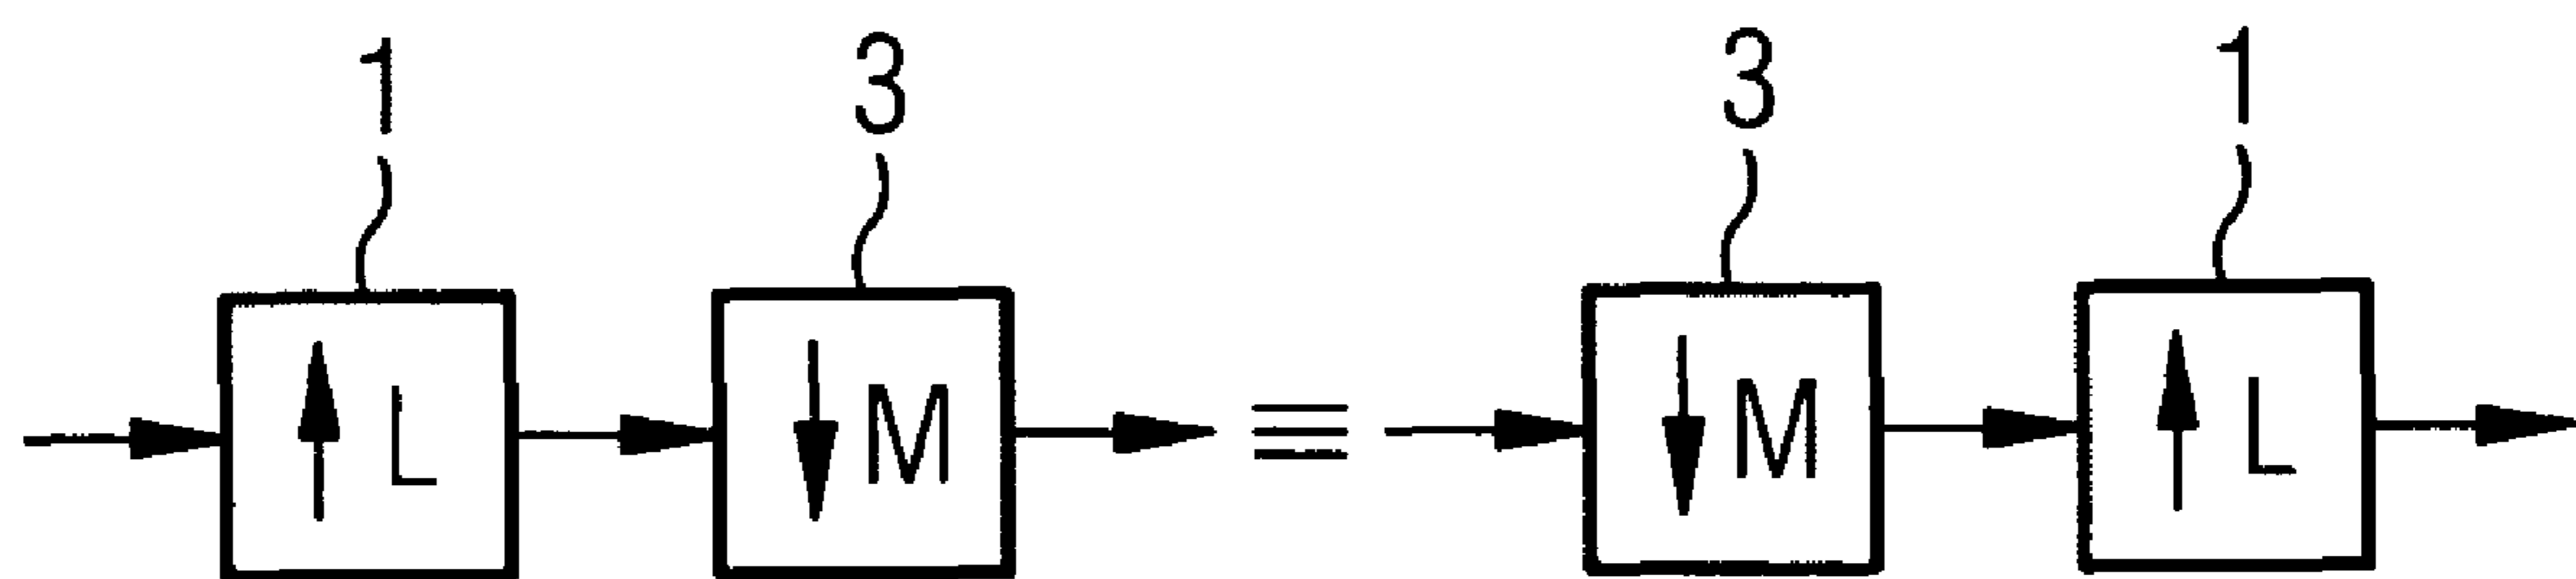 1 3 3 1
↑ L ↓ M ≡ ↓ M ↑ L